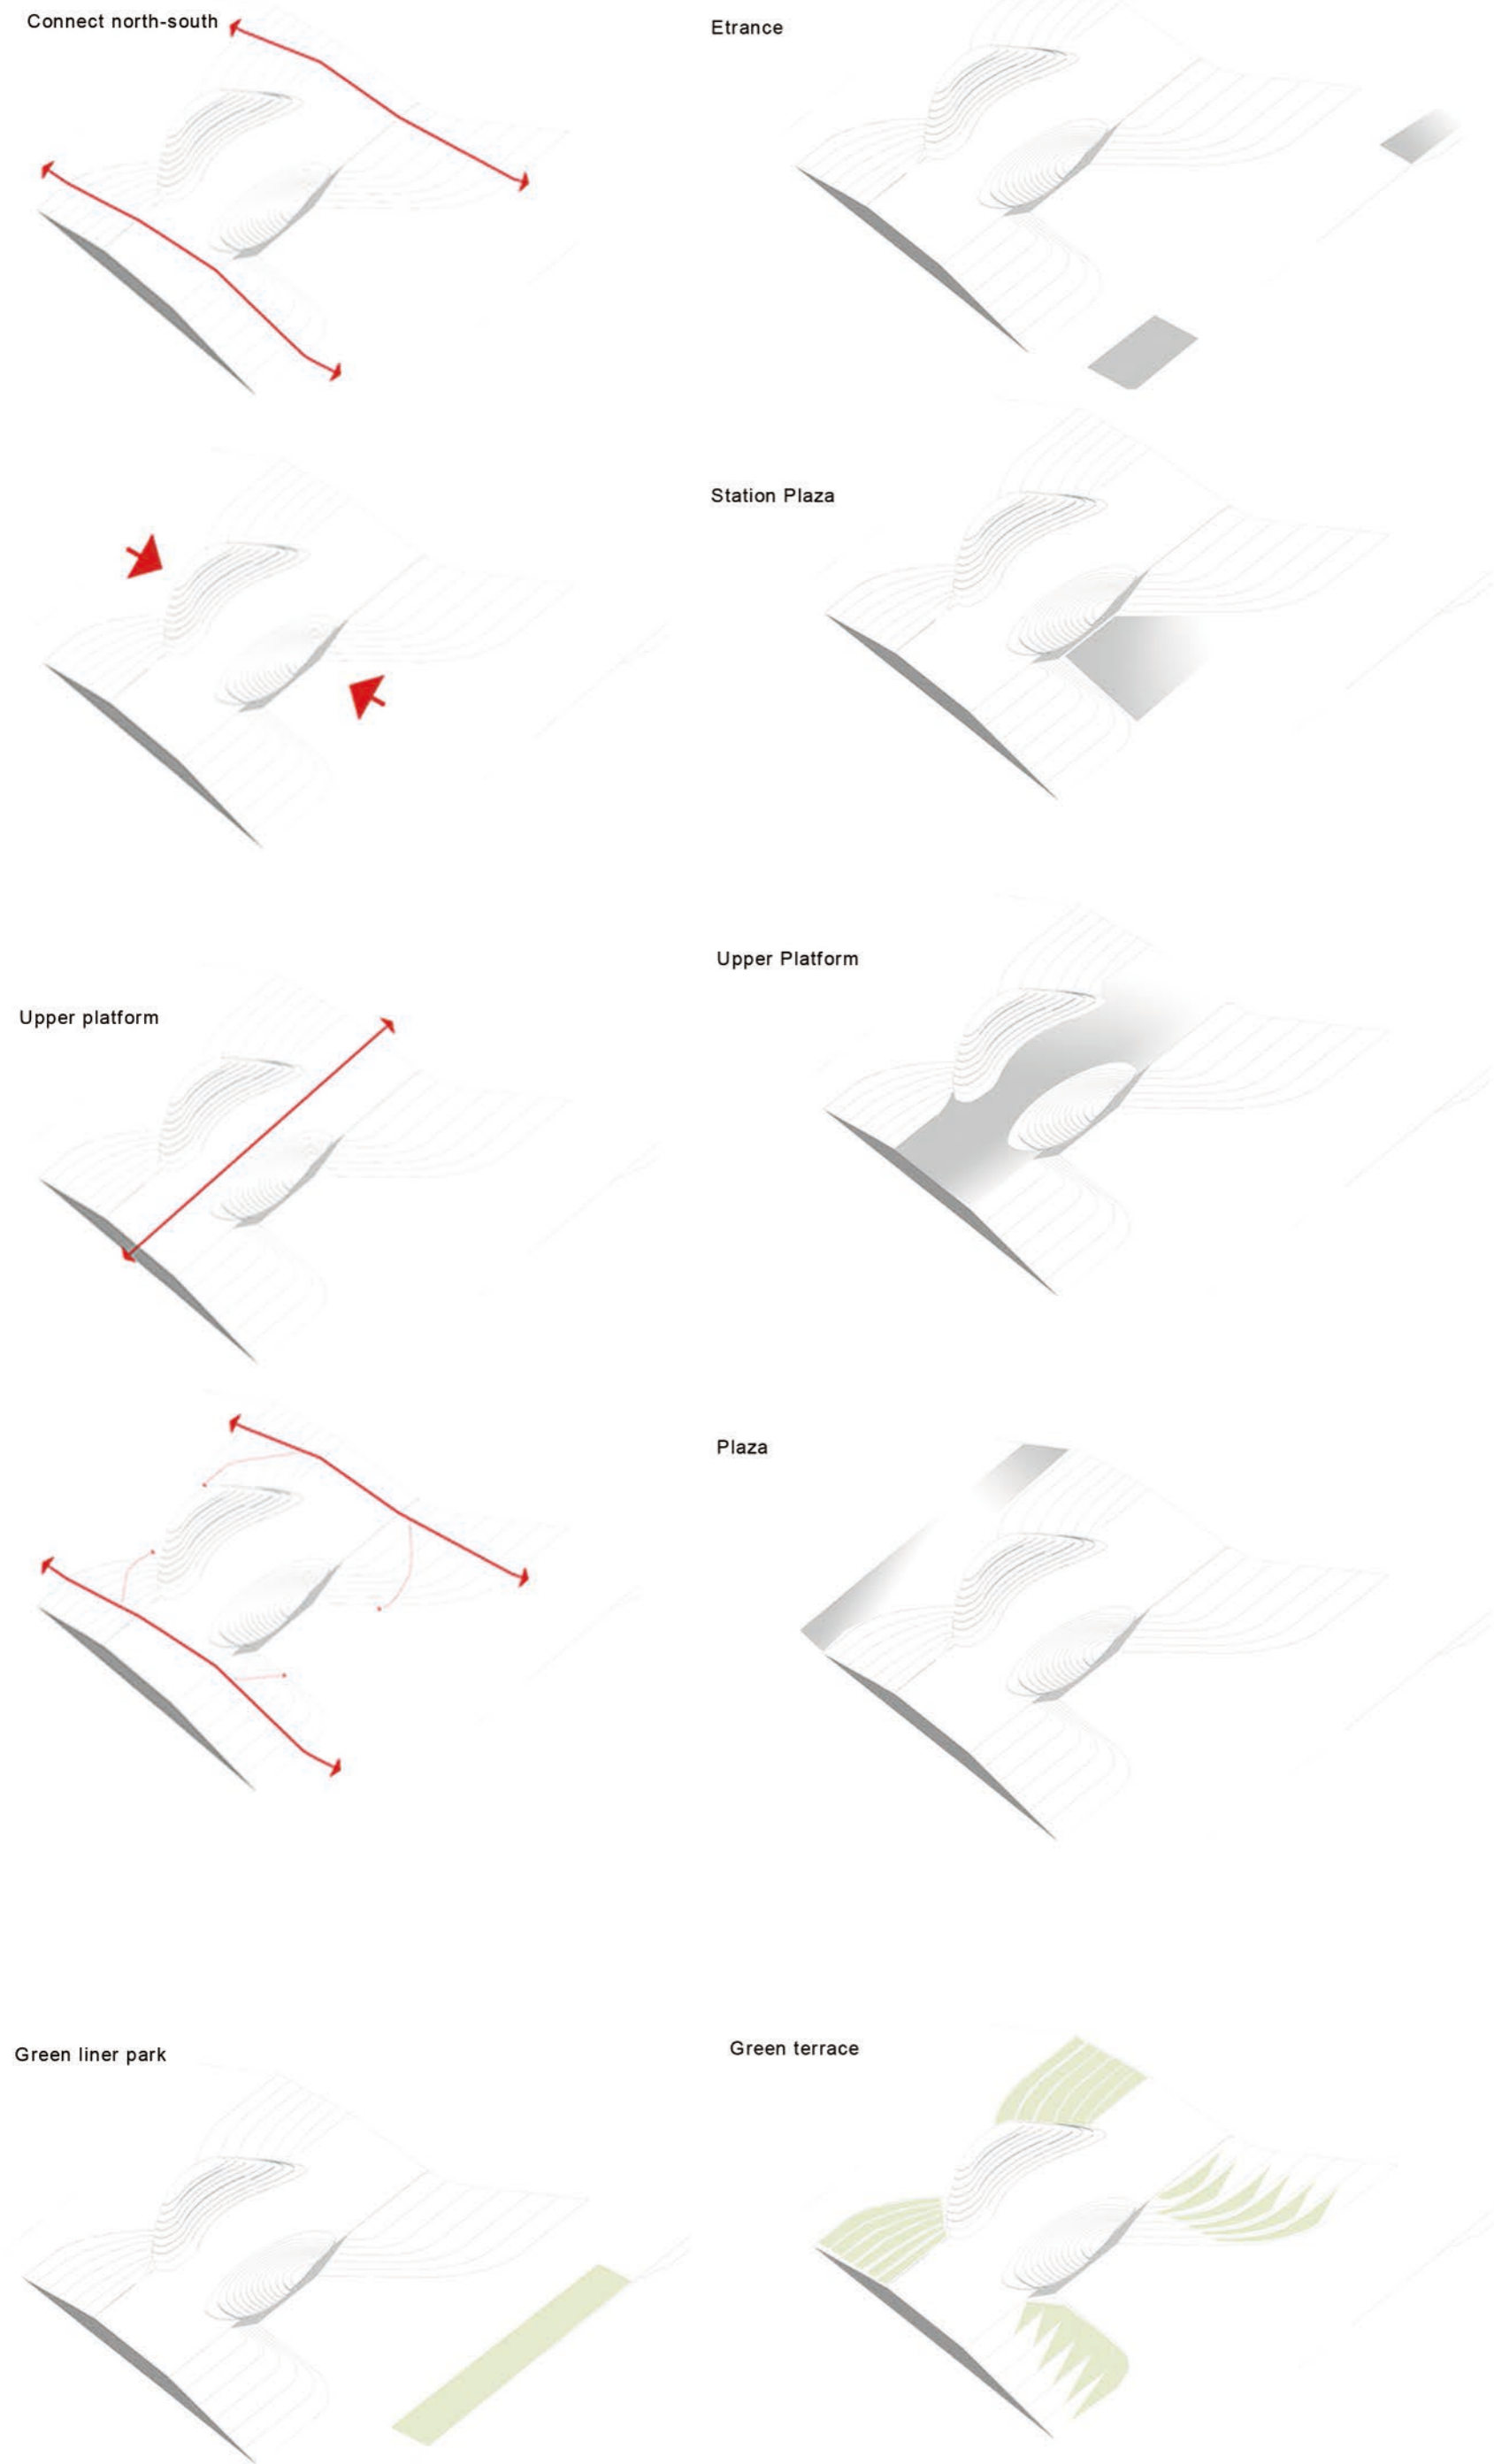 Connect north-south
Etrance
Station Plaza
Upper platform
Upper Platform
Plaza
Green liner park
Green terrace